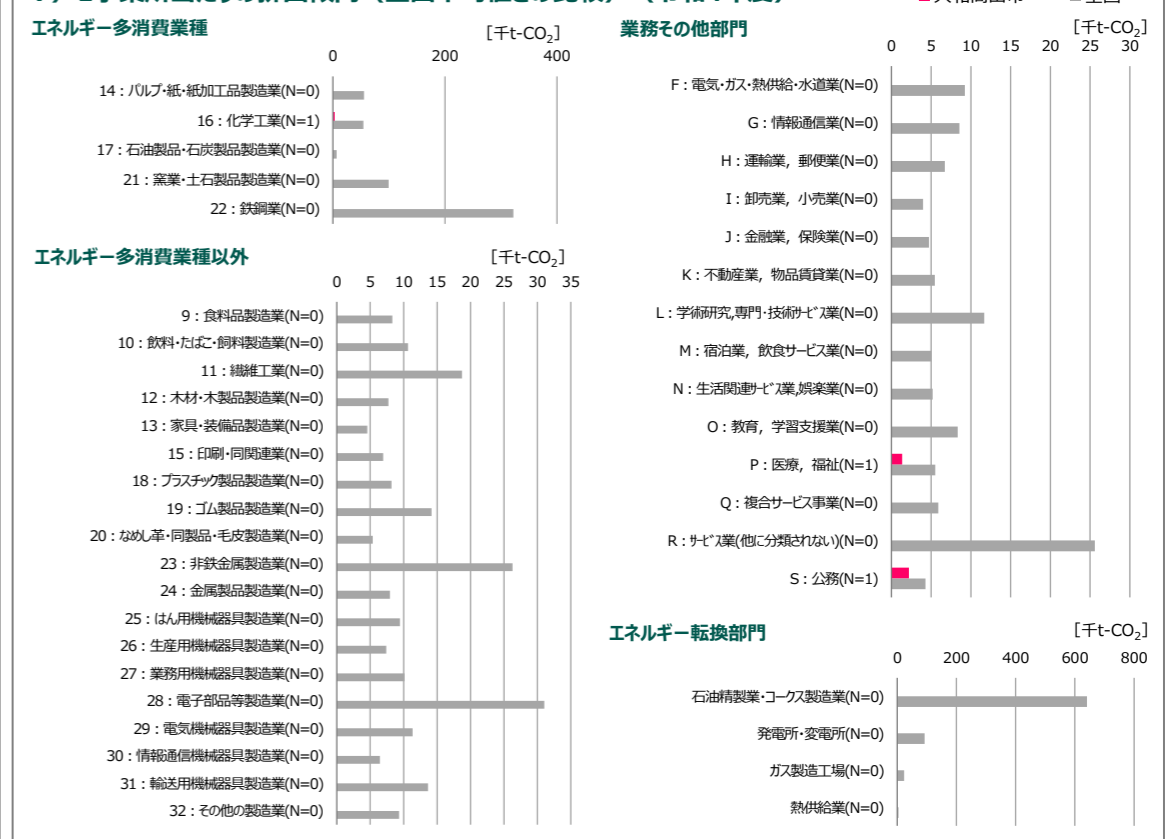 エネルギー多消費業種
[千t-CO2]
0 200 400
14：パルプ・紙・紙加工品製造業(N=0)
16：化学工業(N=1)
17：石油製品・石炭製品製造業(N=0)
21：窯業・土石製品製造業(N=0)
22：鉄鋼業(N=0)
エネルギー多消費業種以外
[千t-CO2]
0 5 10 15 20 25 30 35
9：食料品製造業(N=0)
10：飲料・たばこ・飼料製造業(N=0)
11：繊維工業(N=0)
12：木材・木製品製造業(N=0)
13：家具・装備品製造業(N=0)
15：印刷・同関連業(N=0)
18：プラスチック製品製造業(N=0)
19：ゴム製品製造業(N=0)
20：なめし革・同製品・毛皮製造業(N=0)
23：非鉄金属製造業(N=0)
24：金属製品製造業(N=0)
25：はん用機械器具製造業(N=0)
26：生産用機械器具製造業(N=0)
27：業務用機械器具製造業(N=0)
28：電子部品等製造業(N=0)
29：電気機械器具製造業(N=0)
30：情報通信機械器具製造業(N=0)
31：輸送用機械器具製造業(N=0)
32：その他の製造業(N=0)
業務その他部門
[千t-CO2]
0 5 10 15 20 25 30
F：電気・ガス・熱供給・水道業(N=0)
G：情報通信業(N=0)
H：運輸業，郵便業(N=0)
I：卸売業，小売業(N=0)
J：金融業，保険業(N=0)
K：不動産業，物品賃貸業(N=0)
L：学術研究,専門・技術ｻｰﾋﾞｽ業(N=0)
M：宿泊業，飲食サービス業(N=0)
N：生活関連ｻｰﾋﾞｽ業,娯楽業(N=0)
O：教育，学習支援業(N=0)
P：医療，福祉(N=1)
Q：複合サービス事業(N=0)
R：ｻｰﾋﾞｽ業(他に分類されない)(N=0)
S：公務(N=1)
エネルギー転換部門
[千t-CO2]
0 200 400 600 800
石油精製業・コークス製造業(N=0)
発電所・変電所(N=0)
ガス製造工場(N=0)
熱供給業(N=0)